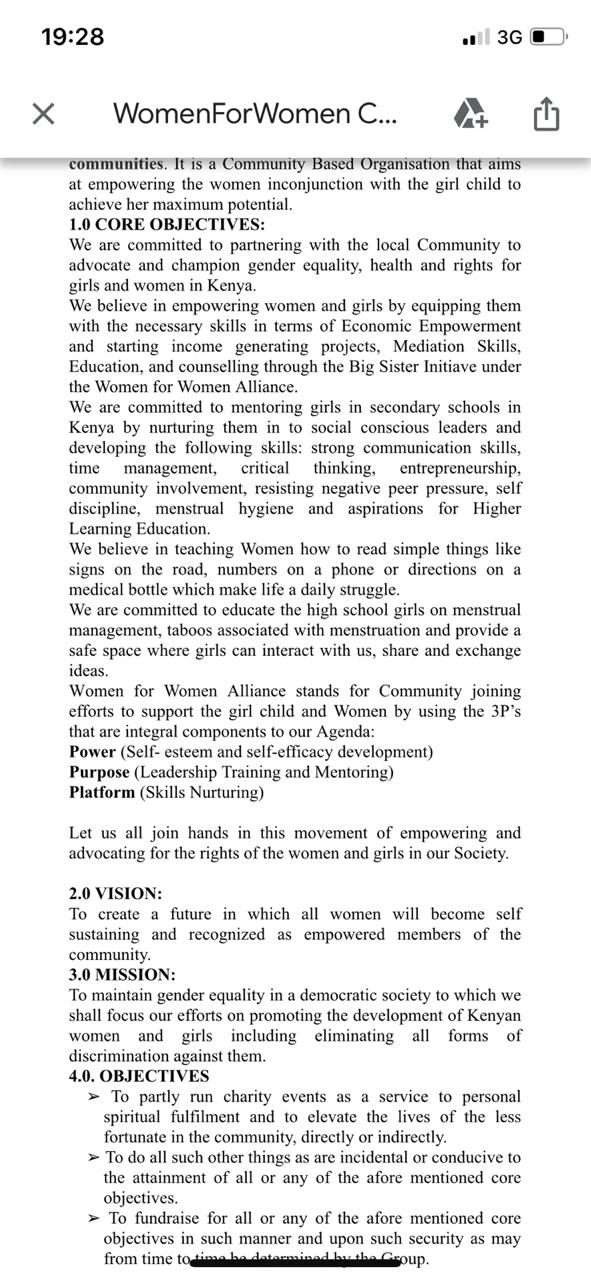 19:28
3G
WomenForWomen C...
communities. It is a Community Based Organisation that aims
at empowering the women inconjunction with the girl child to
achieve her maximum potential.
1.0 CORE OBJECTIVES:
We are committed to partnering with the local Community to
advocate and champion gender equality, health and rights for
girls and women in Kenya.
We believe in empowering women and girls by equipping them
with the necessary skills in terms of Economic Empowerment
and starting income generating projects, Mediation Skills,
Education, and counselling through the Big Sister Initiave under
the Women for Women Alliance.
We are committed to mentoring girls in secondary schools in
Kenya by nurturing them in to social conscious leaders and
developing the following skills: strong communication skills,
time management, critical thinking, entrepreneurship,
community involvement, resisting negative peer pressure, self
discipline, menstrual hygiene and aspirations for Higher
Learning Education.
We believe in teaching Women how to read simple things like
signs on the road, numbers on a phone or directions on a
medical bottle which make life a daily struggle.
We are committed to educate the high school girls on menstrual
management, taboos associated with menstruation and provide a
safe space where girls can interact with us, share and exchange
ideas.
Women for Women Alliance stands for Community joining
efforts to support the girl child and Women by using the 3P's
that are integral components to our Agenda:
Power (Self- esteem and self-efficacy development)
Purpose (Leadership Training and Mentoring)
Platform (Skills Nurturing)
Let us all join hands in this movement of empowering and
advocating for the rights of the women and girls in our Society.
2.0 VISION:
To create a future in which all women will become self
sustaining and recognized as empowered members of the
community.
3.0 MISSION:
To maintain gender equality in a democratic society to which we
shall focus our efforts on promoting the development of Kenyan
women and girls including eliminating all forms of
discrimination against them.
4.0. OBJECTIVES
➢ To partly run charity events as a service to personal
spiritual fulfilment and to elevate the lives of the less
fortunate in the community, directly or indirectly.
➢ To do all such other things as are incidental or conducive to
the attainment of all or any of the afore mentioned core
objectives.
➢ To fundraise for all or any of the afore mentioned core
objectives in such manner and upon such security as may
from time to time be determined by the Group.